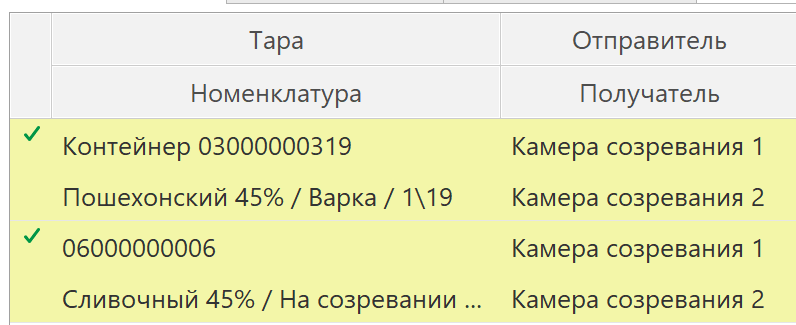 Тара Отправитель
Номенклатура Получатель
Контейнер 03000000319 Камера созревания 1
Пошехонский 45% / Варка / 1\19 Камера созревания 2
06000000006 Камера созревания 1
Сливочный 45% / На созревании ... Камера созревания 2